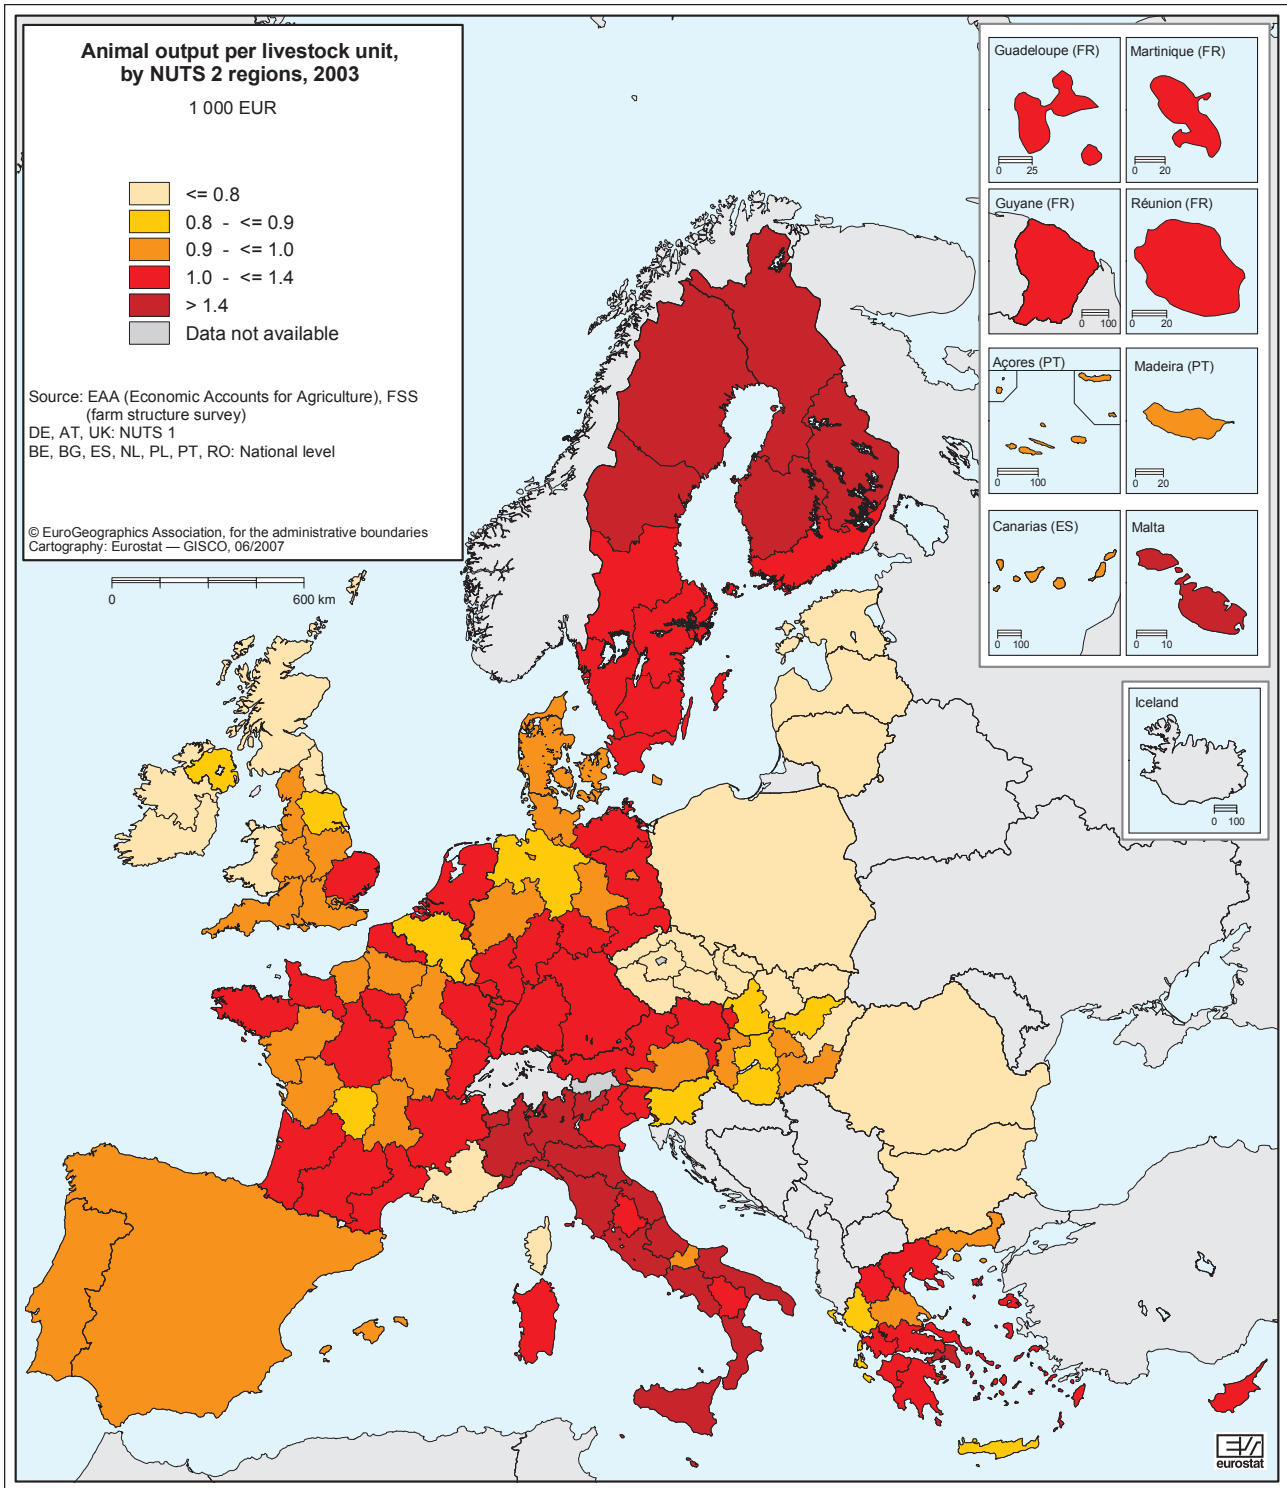 Animal output per livestock unit,
by NUTS 2 regions, 2003
1 000 EUR
<= 0.8
0.8 - <= 0.9
0.9 - <= 1.0
1.0 - <= 1.4
> 1.4
Data not available
Source: EAA (Economic Accounts for Agriculture), FSS
(farm structure survey)
DE, AT, UK: NUTS 1
BE, BG, ES, NL, PL, PT, RO: National level
© EuroGeographics Association, for the administrative boundaries
Cartography: Eurostat — GISCO, 06/2007
0 600 km
Guadeloupe (FR)
0 25
Martinique (FR)
0 20
Guyane (FR)
0 100
Réunion (FR)
0 20
Açores (PT)
0 100
Madeira (PT)
0 20
Canarias (ES)
0 100
Malta
0 10
Iceland
0 100
eurostat